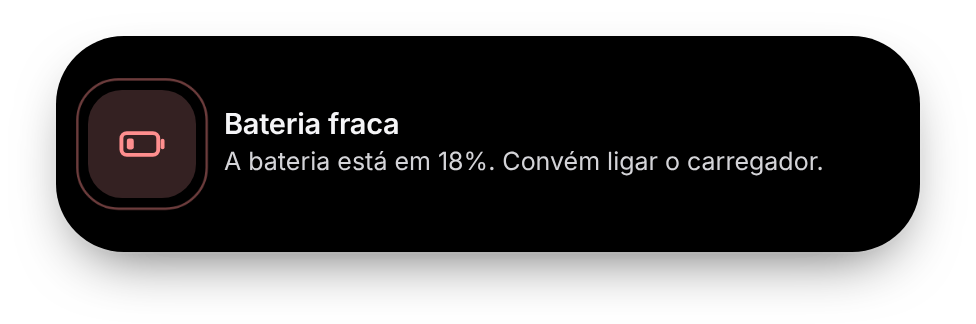 Bateria fraca
A bateria está em 18%. Convém ligar o carregador.